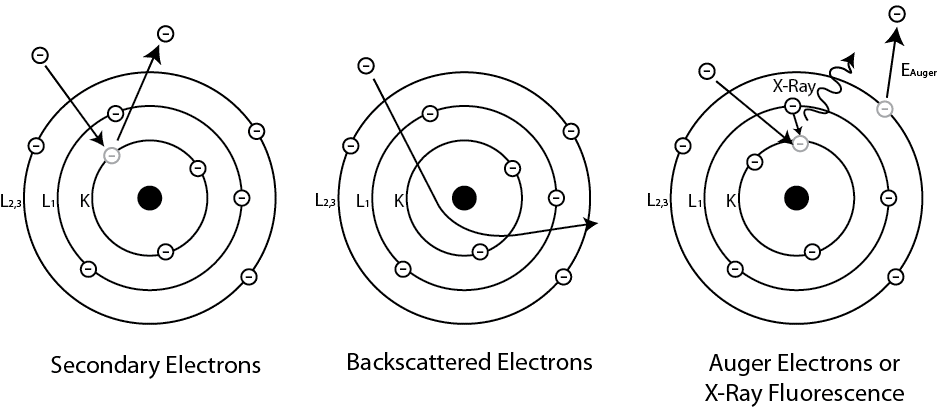 X-Ray
EAuger
L2,3
L1
K
L2,3
L1
K
L2,3
L1
K
Secondary Electrons
Backscattered Electrons
Auger Electrons or
X-Ray Fluorescence